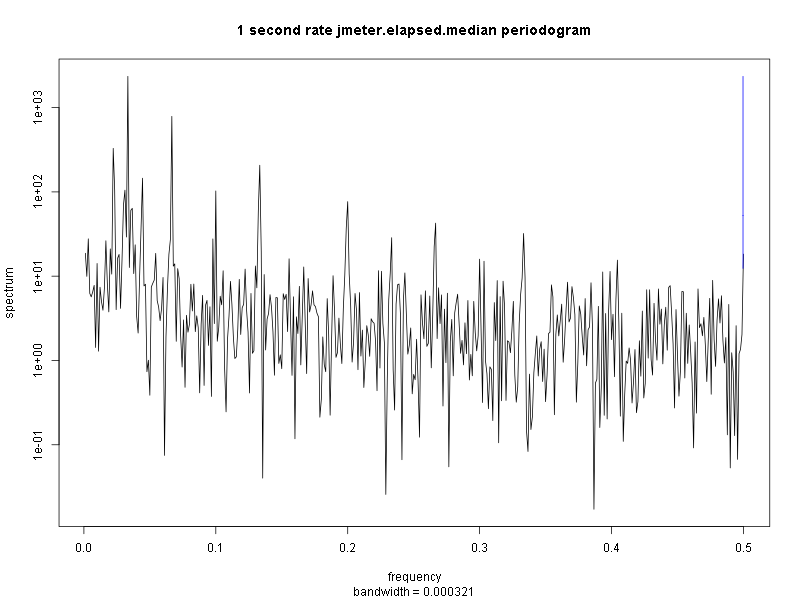 1 second rate jmeter.elapsed.median periodogram
spectrum
1e+03
1e+02
1e+01
1e+00
1e-01
0.0 0.1 0.2 0.3 0.4 0.5
frequency
bandwidth = 0.000321